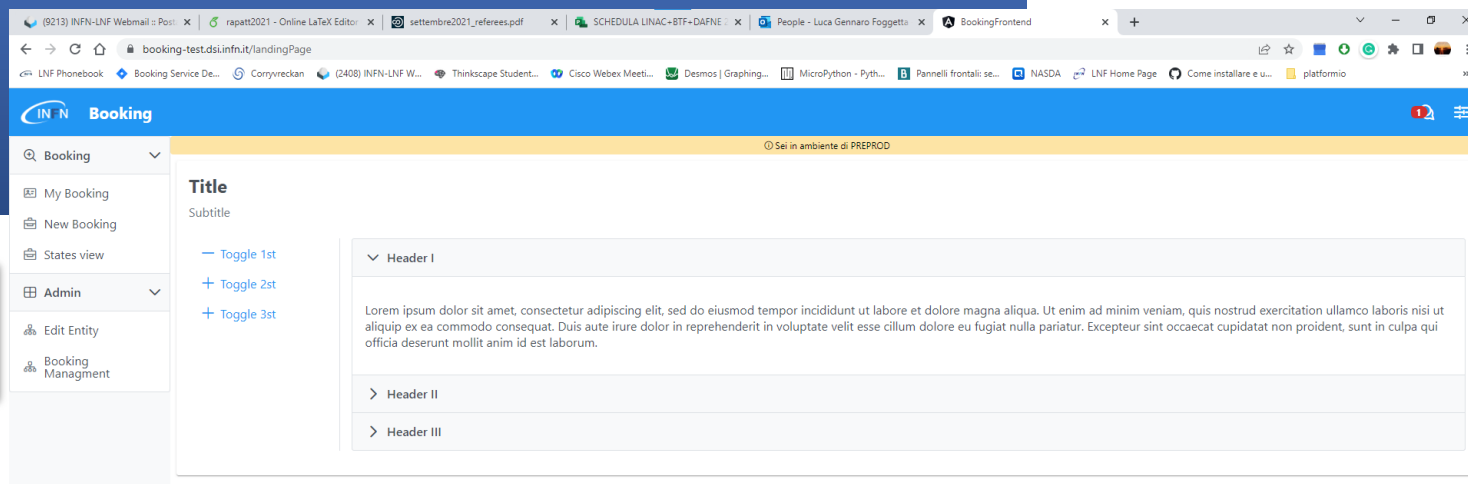 (9213) INFN-LNF Webmail :: Post
rapatt2021 - Online LaTeX Editor
settembre2021_referees.pdf
SCHEDULA LINAC+BTF+DAFNE 2
People - Luca Gennaro Foggetta
BookingFrontend
booking-test.dsi.infn.it/landingPage
LNF Phonebook
Booking Service De...
Corryvreckan
(2408) INFN-LNF W...
Thinkscape Student...
Cisco Webex Meeti...
Desmos | Graphing...
MicroPython - Pyth...
Pannelli frontali: se...
NASDA
LNF Home Page
Come installare e u...
platformio
INFN
Booking
1
Sei in ambiente di PREPROD
Booking
My Booking
New Booking
States view
Admin
Edit Entity
Booking
Managment
Title
Subtitle
Toggle 1st
Toggle 2st
Toggle 3st
Header I
Lorem ipsum dolor sit amet, consectetur adipiscing elit, sed do eiusmod tempor incididunt ut labore et dolore magna aliqua. Ut enim ad minim veniam, quis nostrud exercitation ullamco laboris nisi ut
aliquip ex ea commodo consequat. Duis aute irure dolor in reprehenderit in voluptate velit esse cillum dolore eu fugiat nulla pariatur. Excepteur sint occaecat cupidatat non proident, sunt in culpa qui
officia deserunt mollit anim id est laborum.
Header II
Header III